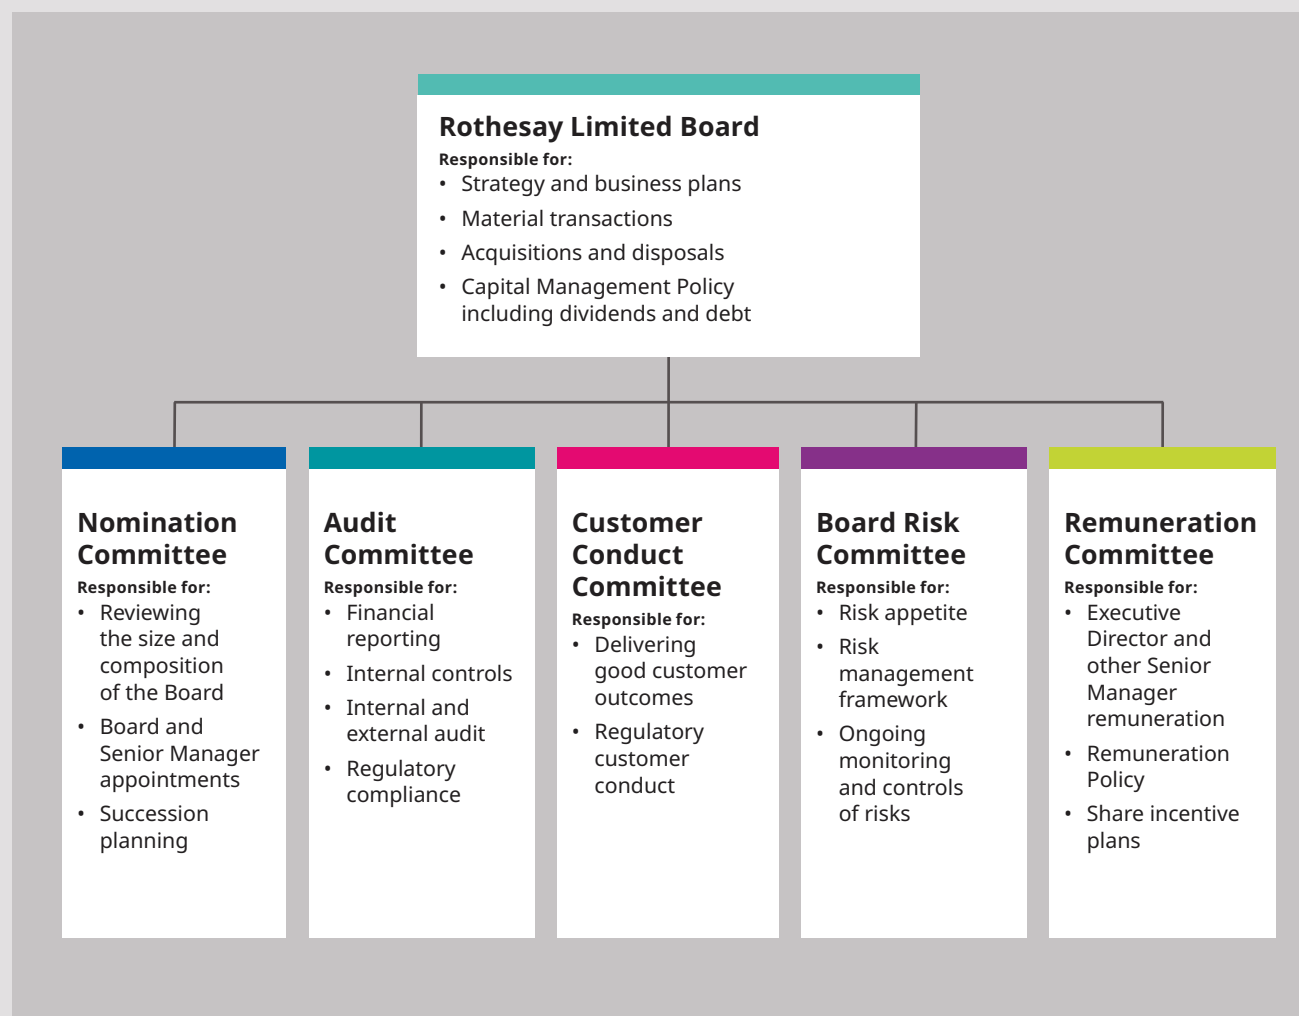 Rothesay Limited Board
Responsible for:
• Strategy and business plans
• Material transactions
• Acquisitions and disposals
• Capital Management Policy
including dividends and debt
Nomination
Committee
Responsible for:
• Reviewing
the size and
composition
of the Board
• Board and
Senior Manager
appointments
• Succession
planning
Audit
Committee
Responsible for:
• Financial
reporting
• Internal controls
• Internal and
external audit
• Regulatory
compliance
Customer
Conduct
Committee
Responsible for:
• Delivering
good customer
outcomes
• Regulatory
customer
conduct
Board Risk
Committee
Responsible for:
• Risk appetite
• Risk
management
framework
• Ongoing
monitoring
and controls
of risks
Remuneration
Committee
Responsible for:
• Executive
Director and
other Senior
Manager
remuneration
• Remuneration
Policy
• Share incentive
plans